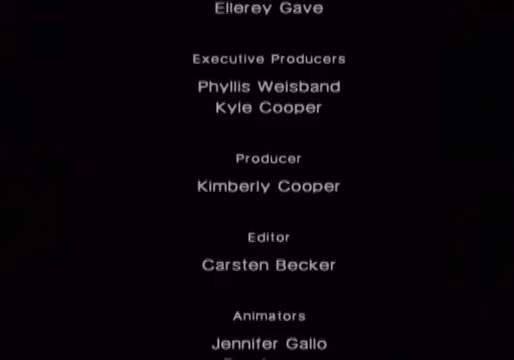 Ellerey Gave
Executive Producers
Phyllis Weisband
Kyle Cooper
Producer
Kimberly Cooper
Editor
Carsten Becker
Animators
Jennifer Gallo